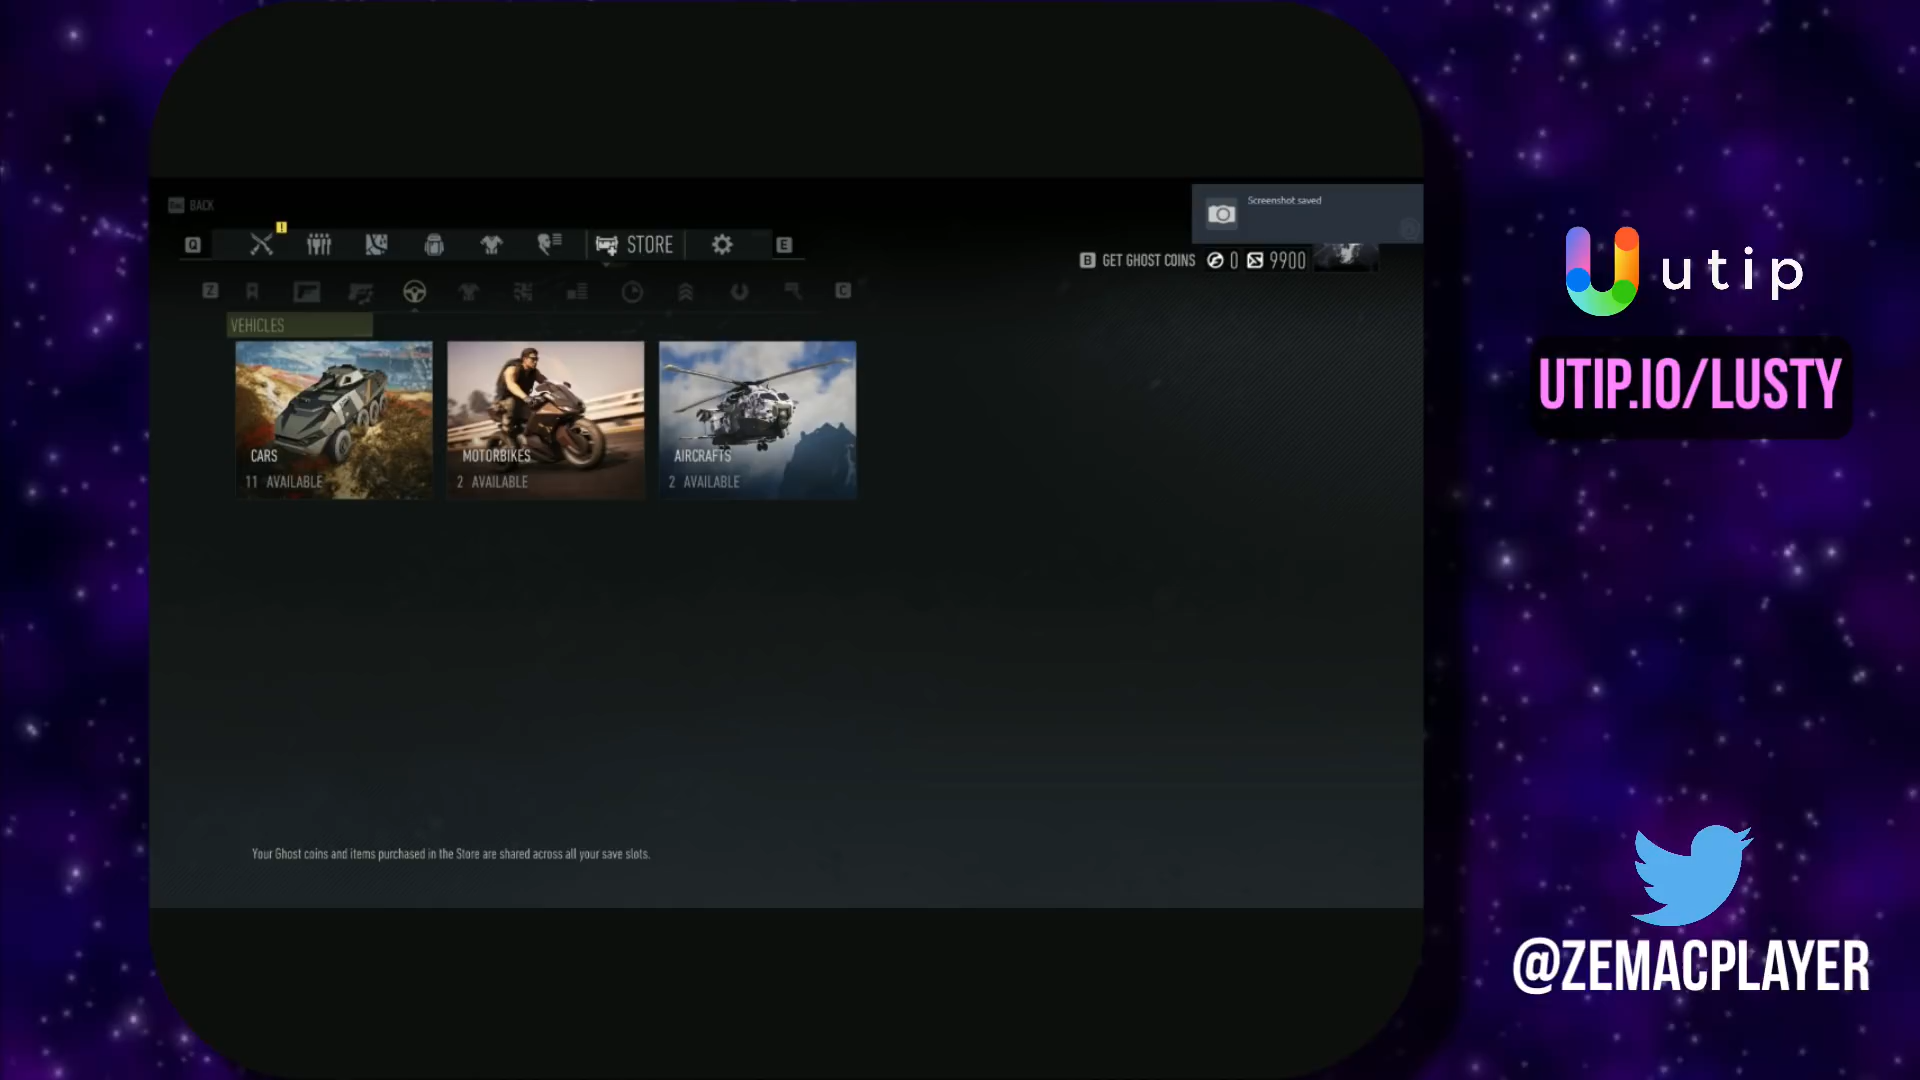 BACK
Screenshot saved
Q
STORE
E
B GET GHOST COINS 0 9900
Z
C
VEHICLES
CARS
11 AVAILABLE
MOTORBIKES
2 AVAILABLE
AIRCRAFTS
2 AVAILABLE
Your Ghost coins and items purchased in the Store are shared across all your save slots.
utip
UTIP.IO/LUSTY
@ZEMACPLAYER